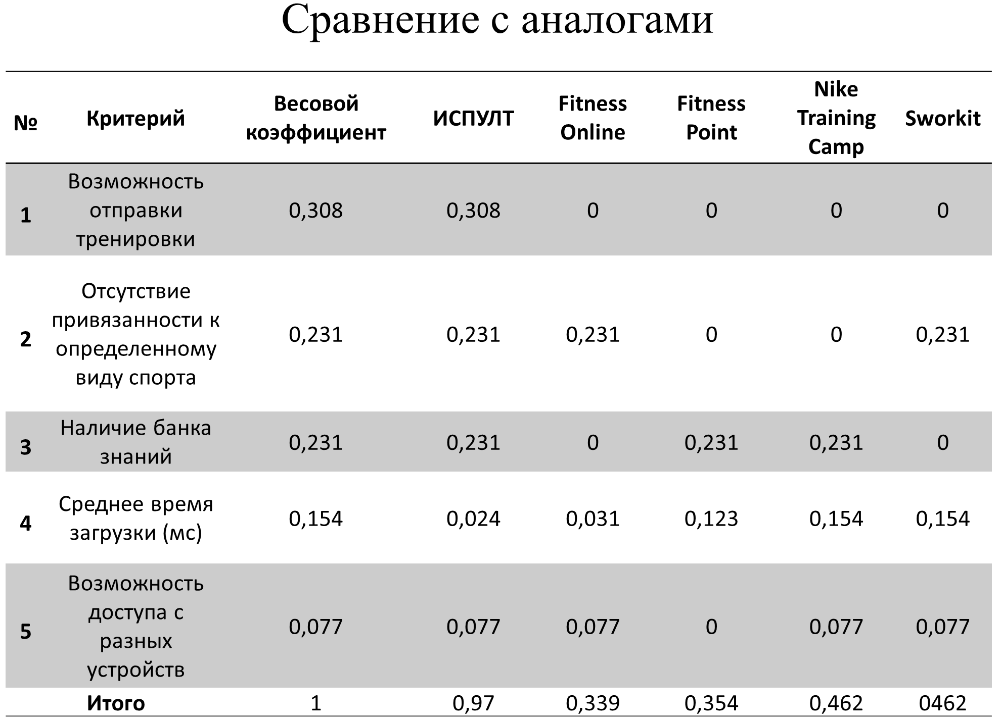 Сравнение с аналогами
№ Критерий Весовой коэффициент ИСПУЛТ Fitness Online Fitness Point Nike Training Camp Sworkit
1 Возможность отправки тренировки 0,308 0,308 0 0 0 0
2 Отсутствие привязанности к определенному виду спорта 0,231 0,231 0,231 0 0 0,231
3 Наличие банка знаний 0,231 0,231 0 0,231 0,231 0
4 Среднее время загрузки (мс) 0,154 0,024 0,031 0,123 0,154 0,154
5 Возможность доступа с разных устройств 0,077 0,077 0,077 0 0,077 0,077
Итого 1 0,97 0,339 0,354 0,462 0462